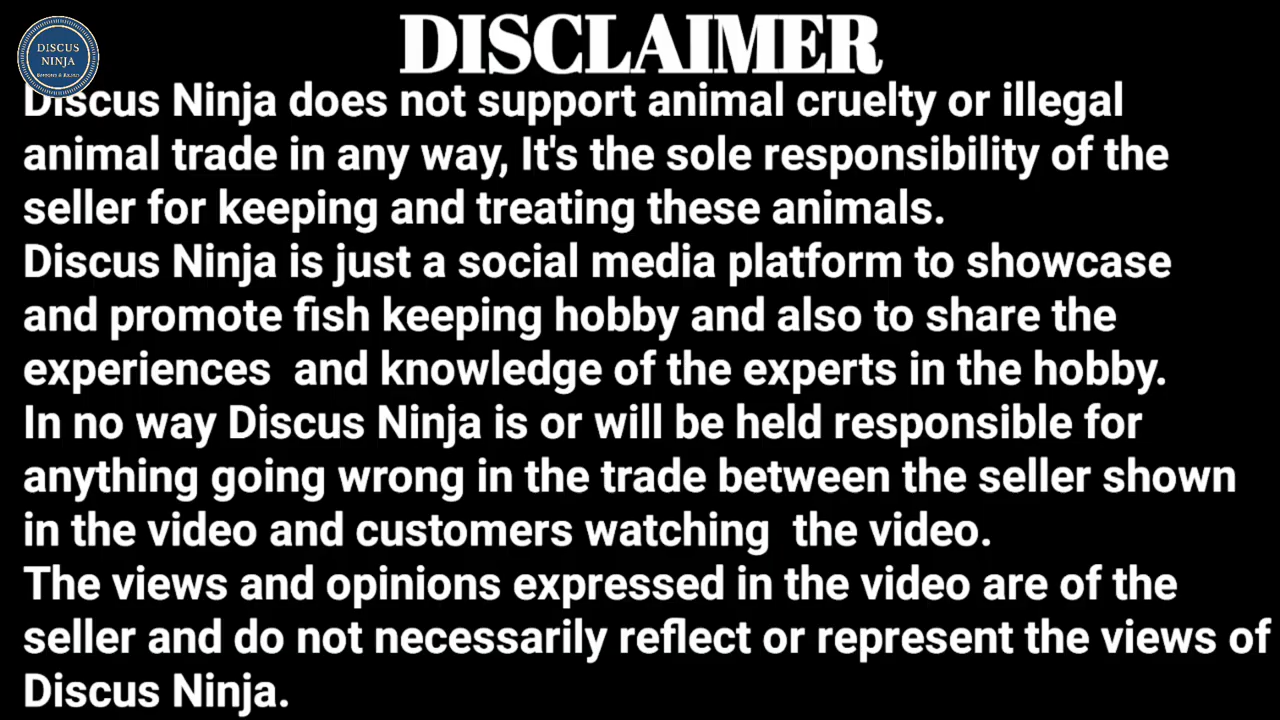 DISCLAIMER
DISCUS
NINJA
Discus Ninja does not support animal cruelty or illegal
animal trade in any way, It's the sole responsibility of the
seller for keeping and treating these animals.
Discus Ninja is just a social media platform to showcase
and promote fish keeping hobby and also to share the
experiences  and knowledge of the experts in the hobby.
In no way Discus Ninja is or will be held responsible for
anything going wrong in the trade between the seller shown
in the video and customers watching  the video.
The views and opinions expressed in the video are of the
seller and do not necessarily reflect or represent the views of
Discus Ninja.